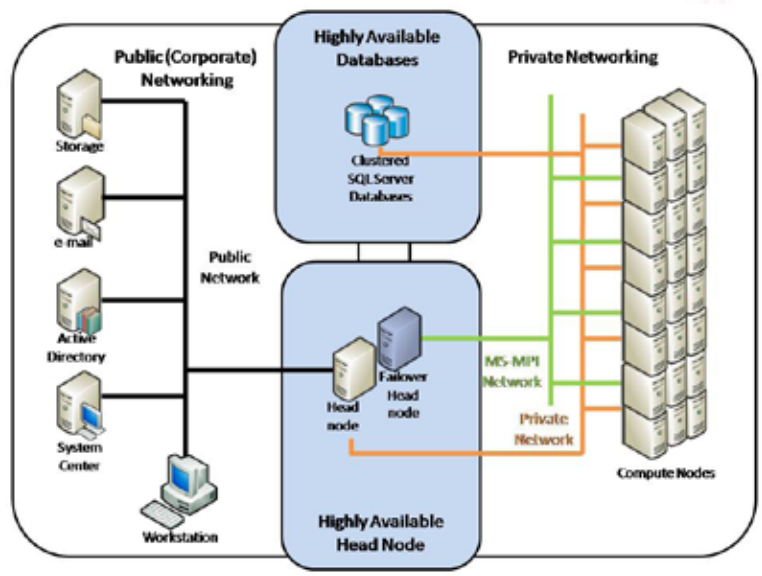 Public (Corporate)
Networking
Highly Available
Databases
Private Networking
Storage
Clustered
SQL Server
Databases
e-mail
Public
Network
Active
Directory
MS-MPI
Network
Failover
Head
node
Head
node
Private
Network
System
Center
Compute Nodes
Workstation
Highly Available
Head Node